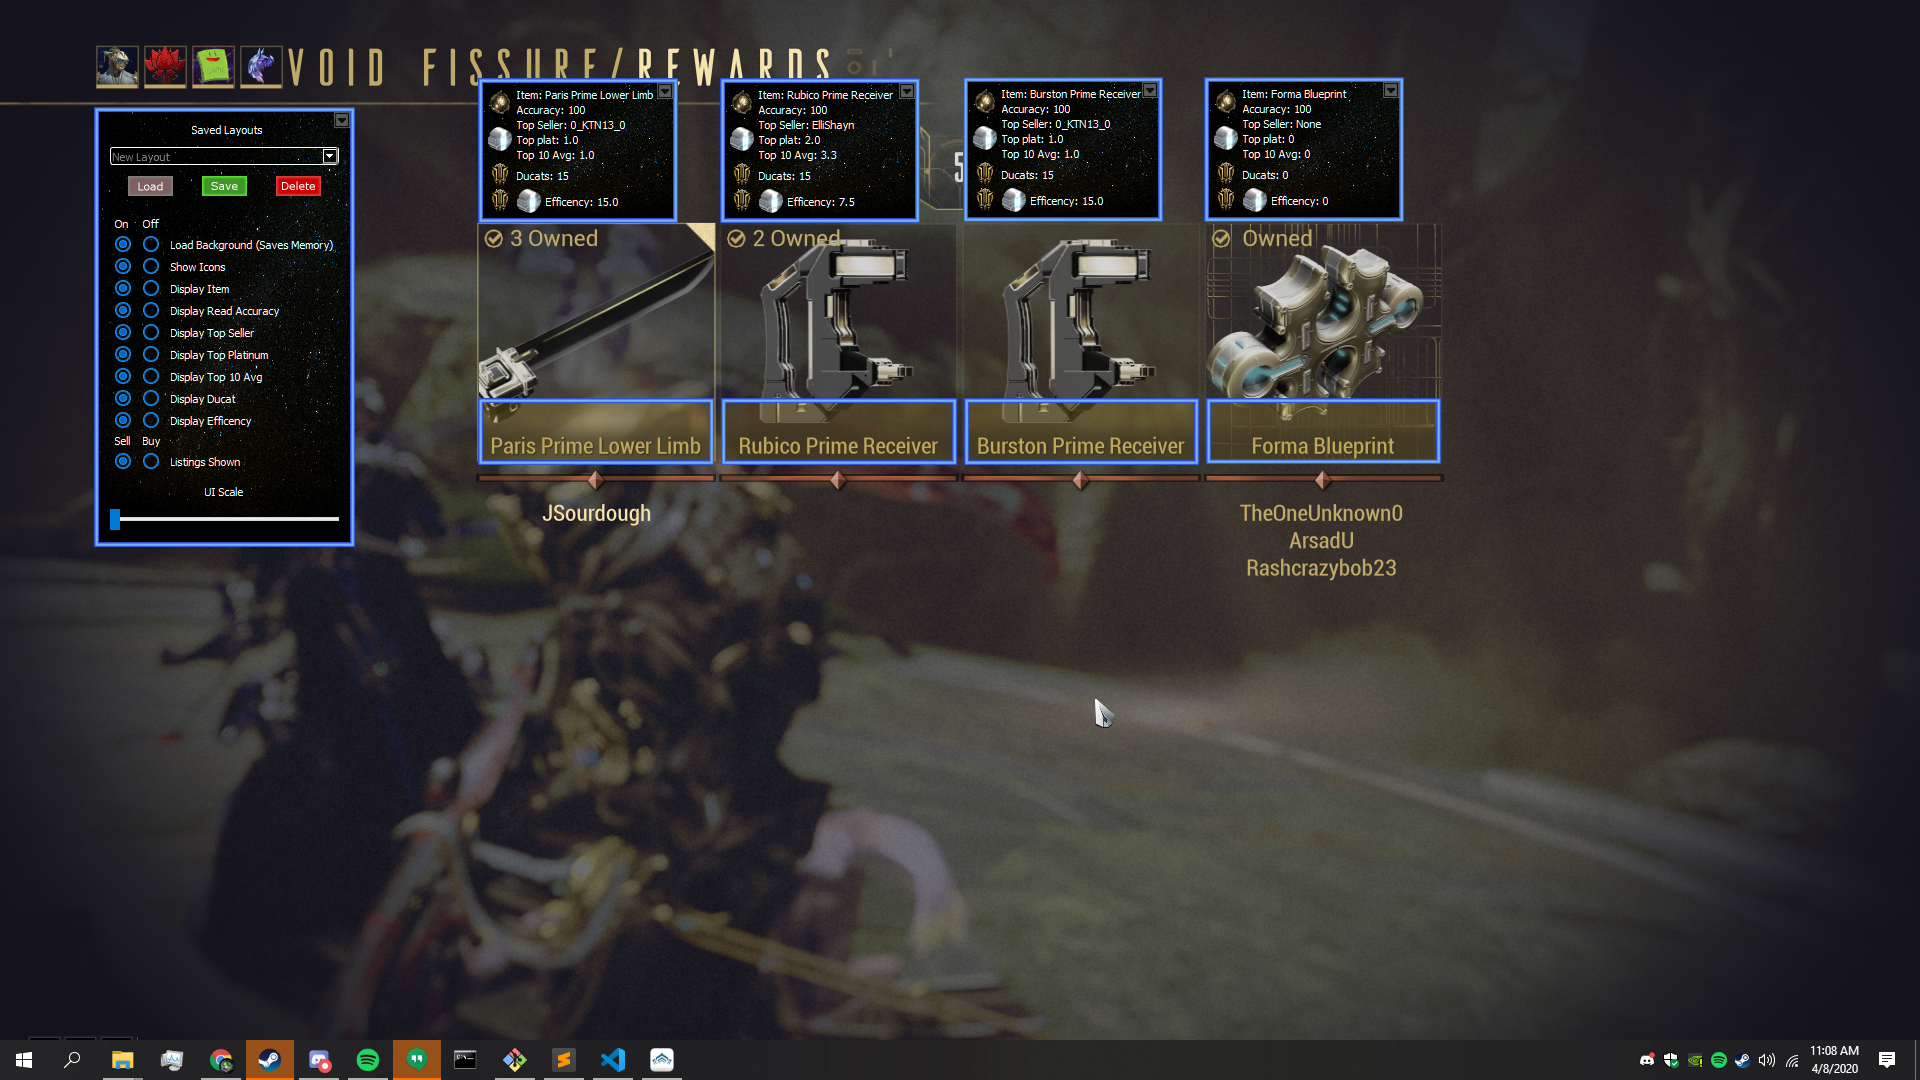 VOID FISSURE/REWARDS
Saved Layouts
New Layout
Load Save Delete
On Off
Load Background (Saves Memory)
Show Icons
Display Item
Display Read Accuracy
Display Top Seller
Display Top Platinum
Display Top 10 Avg
Display Ducat
Display Efficency
Sell Buy
Listings Shown
UI Scale
Item: Paris Prime Lower Limb
Accuracy: 100
Top Seller: 0_KTN13_0
Top plat: 1.0
Top 10 Avg: 1.0
Ducats: 15
Efficency: 15.0
Item: Rubico Prime Receiver
Accuracy: 100
Top Seller: ElliShayn
Top plat: 2.0
Top 10 Avg: 3.3
Ducats: 15
Efficency: 7.5
5
Item: Burston Prime Receiver
Accuracy: 100
Top Seller: 0_KTN13_0
Top plat: 1.0
Top 10 Avg: 1.0
Ducats: 15
Efficency: 15.0
Item: Forma Blueprint
Accuracy: 100
Top Seller: None
Top plat: 0
Top 10 Avg: 0
Ducats: 0
Efficency: 0
3 Owned
2 Owned
Owned
Paris Prime Lower Limb
Rubico Prime Receiver
Burston Prime Receiver
Forma Blueprint
JSourdough
TheOneUnknown0
ArsadU
Rashcrazybob23
11:08 AM
4/8/2020